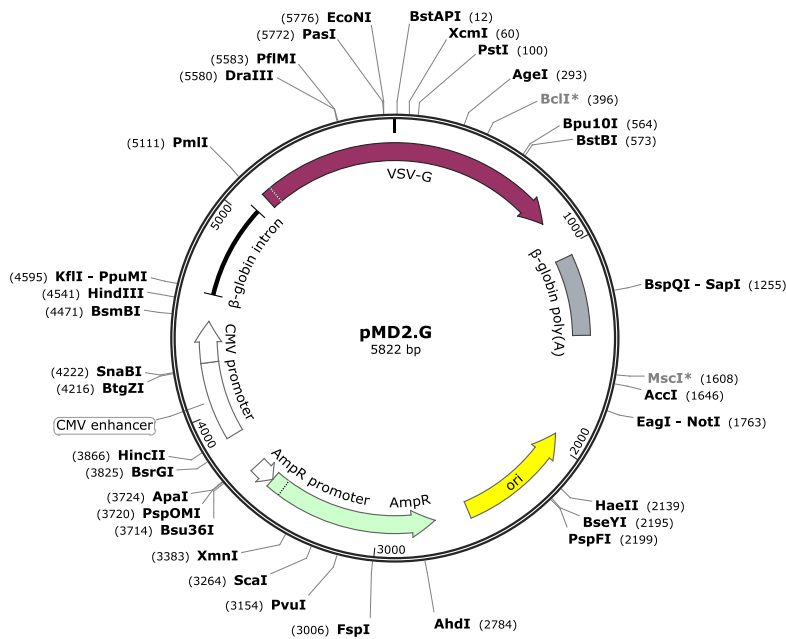 (5776) EcoNI
BstAPI (12)
(5772) PasI
XcmI (60)
PstI (100)
(5583) PflMI
(5580) DraIII
AgeI (293)
BclI* (396)
Bpu10I (564)
BstBI (573)
(5111) PmlI
VSV-G
5000
1000
β-globin intron
β-globin poly(A)
(4595) KflI - PpuMI
(4541) HindIII
(4471) BsmBI
BspQI - SapI (1255)
pMD2.G
5822 bp
CMV promoter
(4222) SnaBI
(4216) BtgZI
MscI* (1608)
AccI (1646)
EagI - NotI (1763)
CMV enhancer
4000
2000
(3866) HincII
(3825) BsrGI
AmpR promoter
AmpR
ori
(3724) ApaI
(3720) PspOMI
(3714) Bsu36I
HaeII (2139)
BseYI (2195)
PspFI (2199)
3000
(3383) XmnI
(3264) ScaI
(3154) PvuI
(3006) FspI
AhdI (2784)